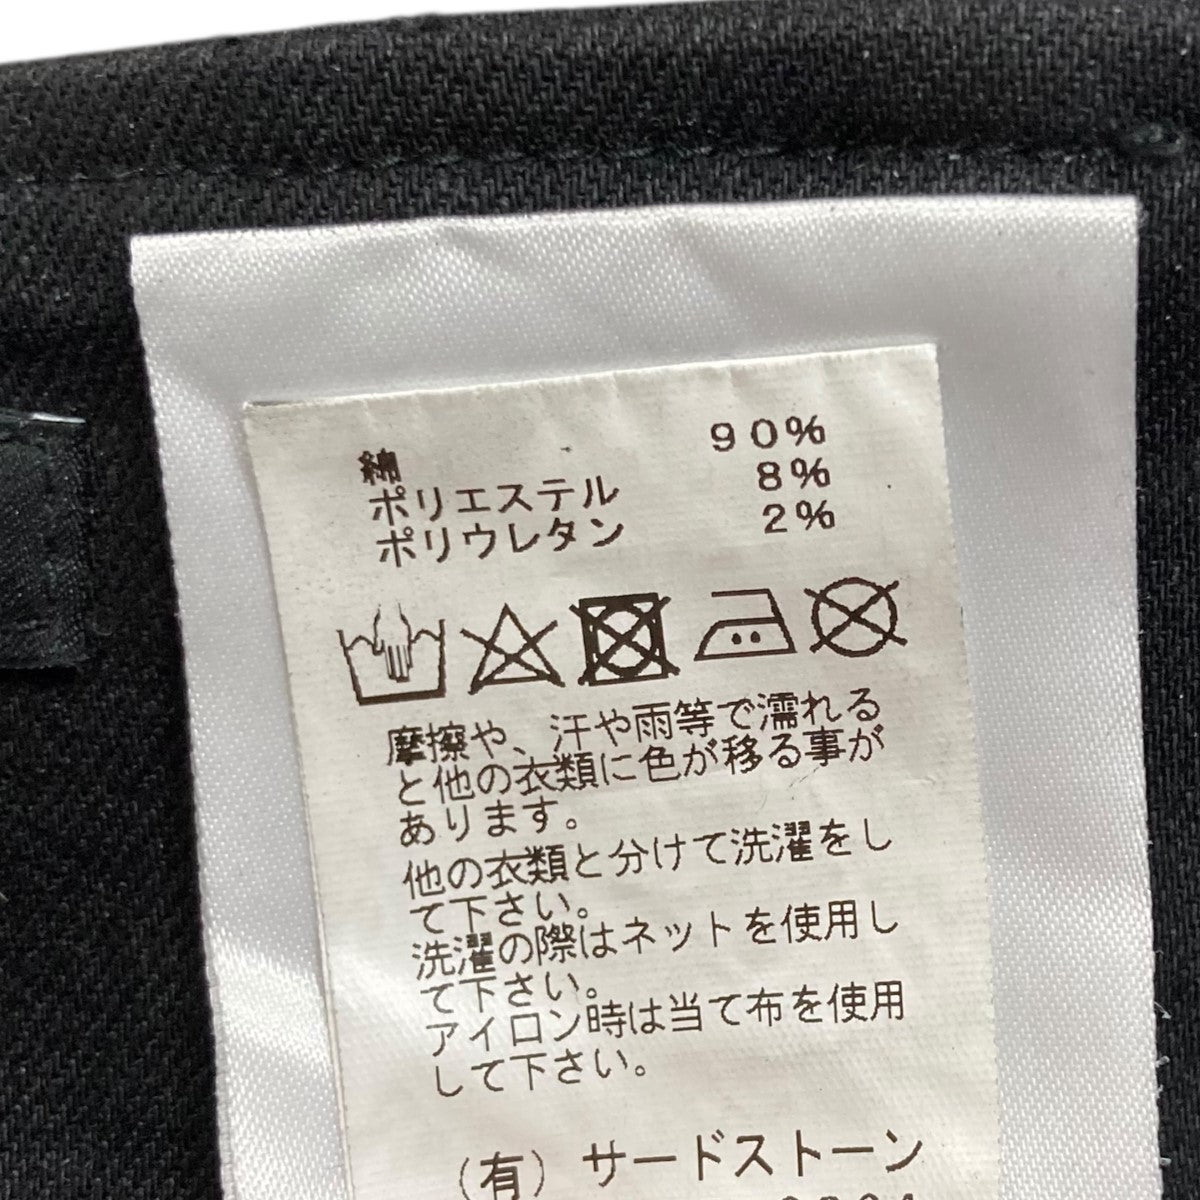 綿 90%
ポリエステル 8%
ポリウレタン 2%
摩擦や、汗や雨等で濡れる
と他の衣類に色が移る事が
あります。
他の衣類と分けて洗濯をし
て下さい。
洗濯の際はネットを使用し
て下さい。
アイロン時は当て布を使用
して下さい。
(有) サードストーン